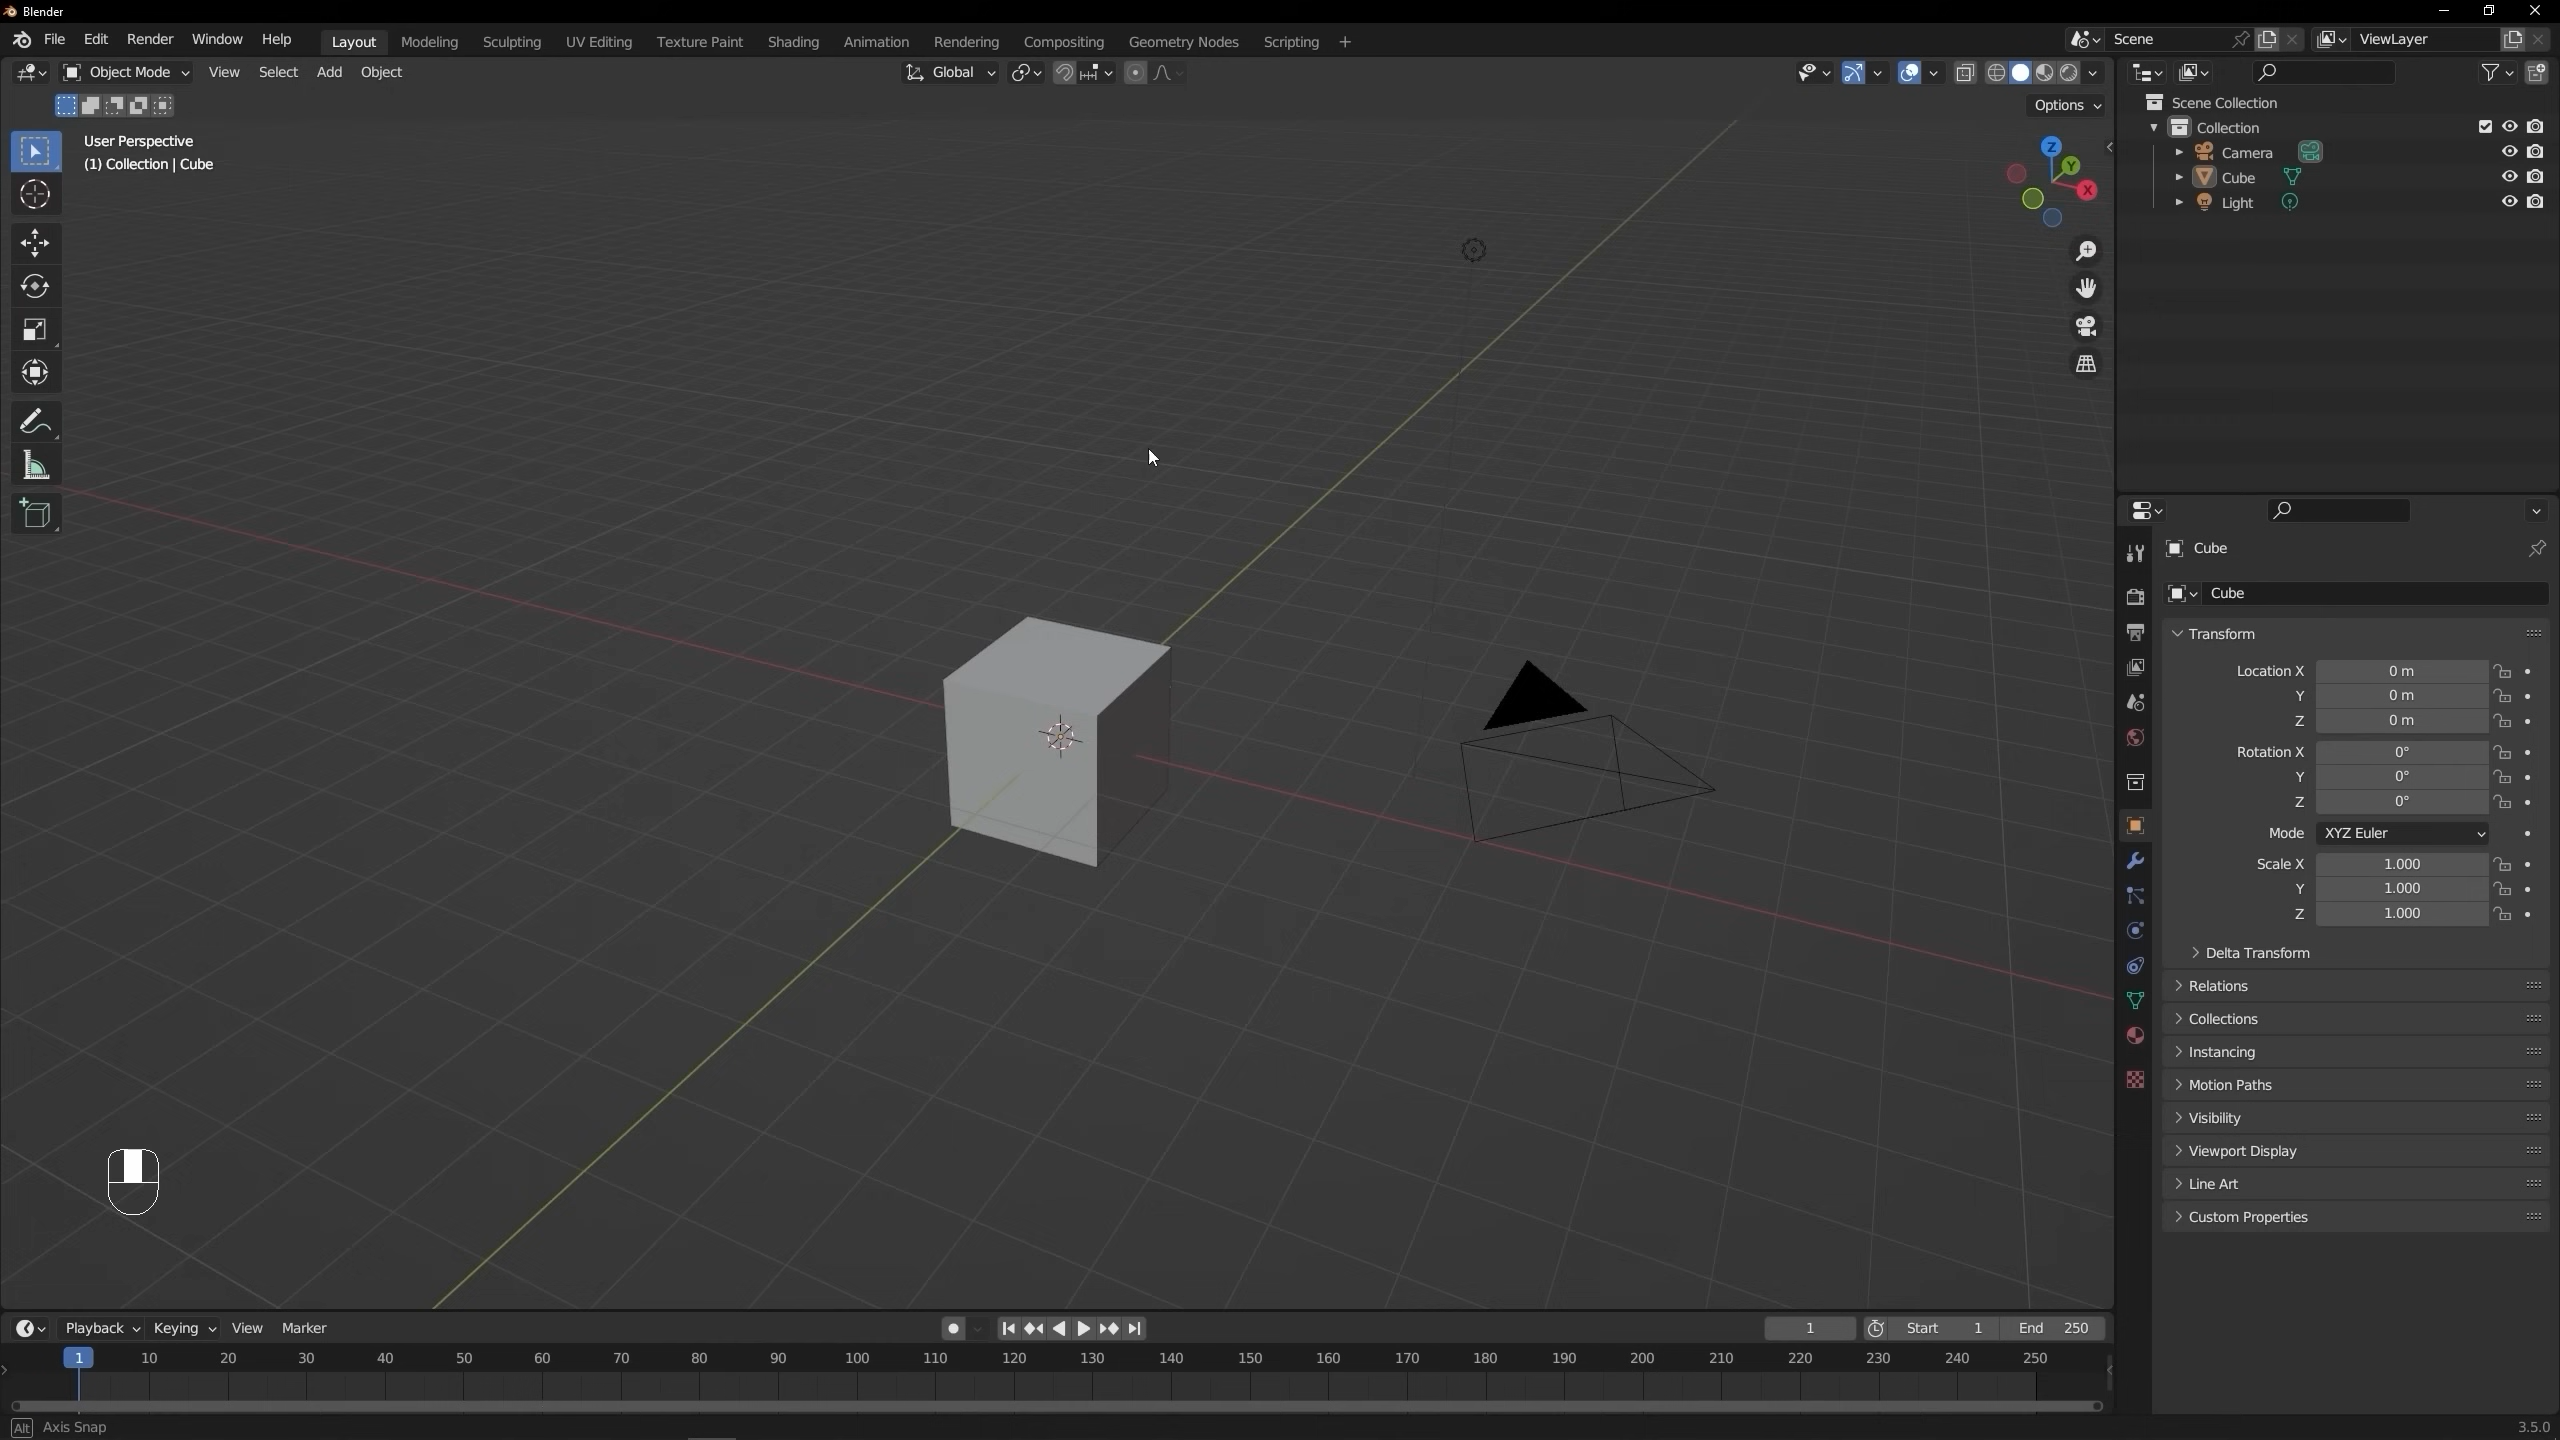 Blender
File Edit Render Window Help Layout Modeling Sculpting UV Editing Texture Paint Shading Animation Rendering Compositing Geometry Nodes Scripting + Scene ViewLayer
Object Mode View Select Add Object Global
Options
User Perspective
(1) Collection | Cube
Z
Y
X
Scene Collection
Collection
Camera
Cube
Light
Cube
Cube
Transform
Location X 0 m
Y 0 m
Z 0 m
Rotation X 0°
Y 0°
Z 0°
Mode XYZ Euler
Scale X 1.000
Y 1.000
Z 1.000
Delta Transform
Relations
Collections
Instancing
Motion Paths
Visibility
Viewport Display
Line Art
Custom Properties
Playback Keying View Marker 1 Start 1 End 250
1 10 20 30 40 50 60 70 80 90 100 110 120 130 140 150 160 170 180 190 200 210 220 230 240 250
Alt Axis Snap 3.5.0